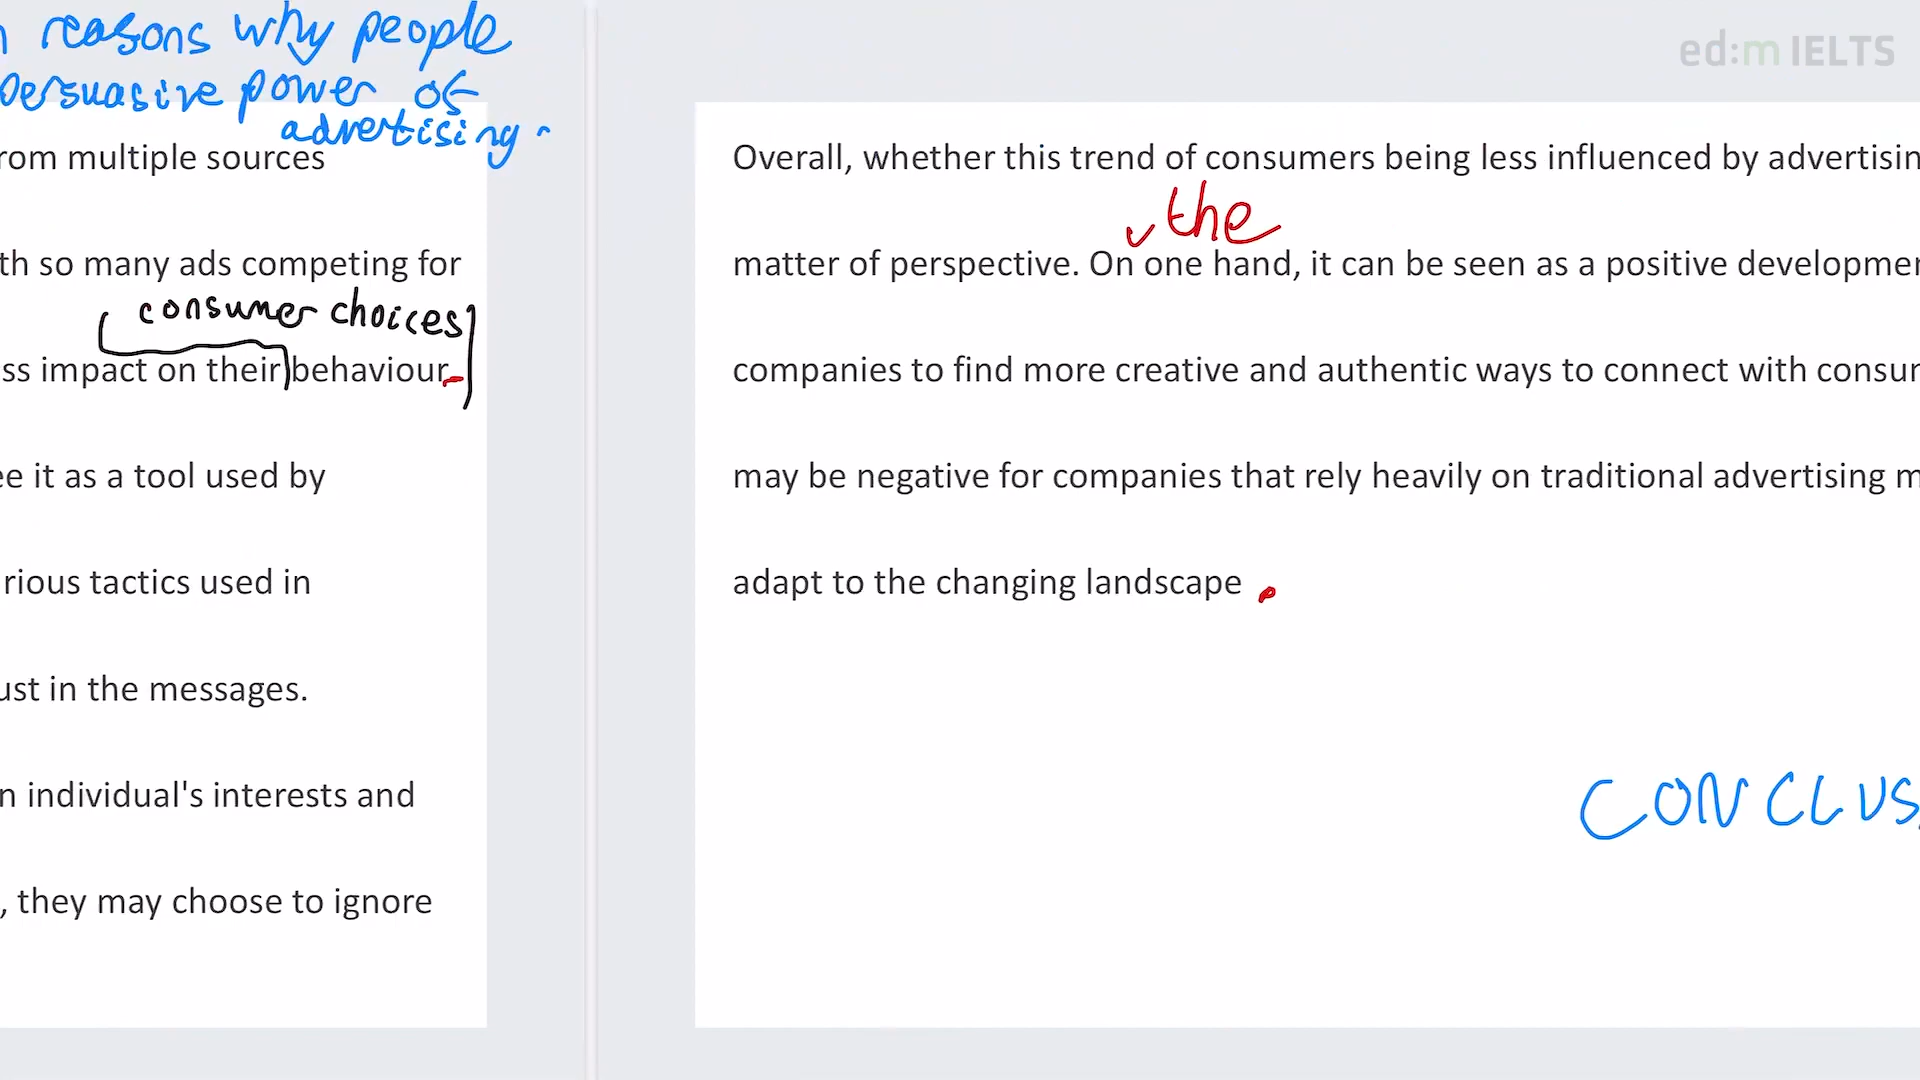 reasons why people
persuasive power of
advertising.
rom multiple sources
th so many ads competing for
consumer choices
ss impact on their behaviour
ee it as a tool used by
rious tactics used in
ust in the messages.
n individual's interests and
, they may choose to ignore
ed:m IELTS
Overall, whether this trend of consumers being less influenced by advertisin
the
matter of perspective. On one hand, it can be seen as a positive developmen
companies to find more creative and authentic ways to connect with consum
may be negative for companies that rely heavily on traditional advertising m
adapt to the changing landscape .
CONCLUS